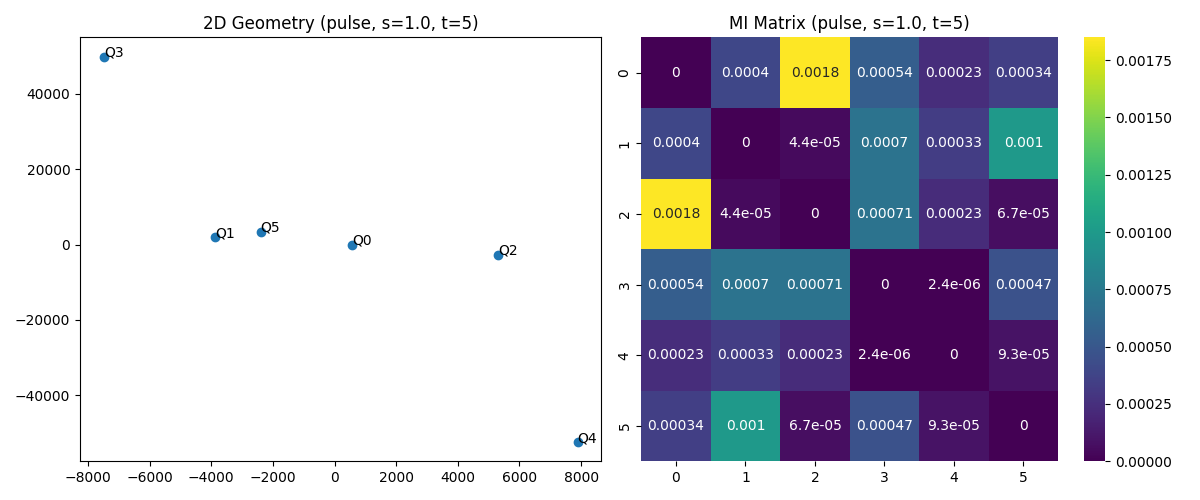 2D Geometry (pulse, s=1.0, t=5)
Q3
Q1
Q5
Q0
Q2
Q4
40000
20000
0
−20000
−40000
−8000 −6000 −4000 −2000 0 2000 4000 6000 8000
MI Matrix (pulse, s=1.0, t=5)
0 0 0.0004 0.0018 0.00054 0.00023 0.00034
1 0.0004 0 4.4e-05 0.0007 0.00033 0.001
2 0.0018 4.4e-05 0 0.00071 0.00023 6.7e-05
3 0.00054 0.0007 0.00071 0 2.4e-06 0.00047
4 0.00023 0.00033 0.00023 2.4e-06 0 9.3e-05
5 0.00034 0.001 6.7e-05 0.00047 9.3e-05 0
0 1 2 3 4 5
0.00175
0.00150
0.00125
0.00100
0.00075
0.00050
0.00025
0.00000